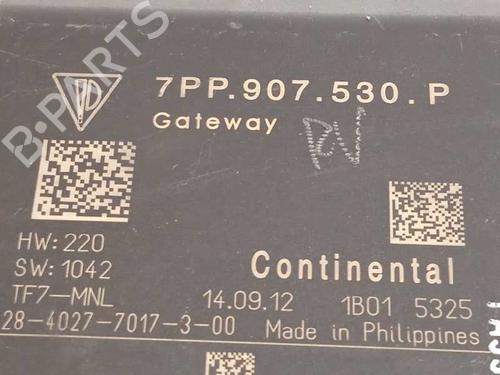 B-PARTS
7PP.907.530.P
Gateway
HW:220
SW:1042
Continental
TF7-MNL
14.09.12
1B01 5325
28-4027-7017-3-00
Made in Philippines